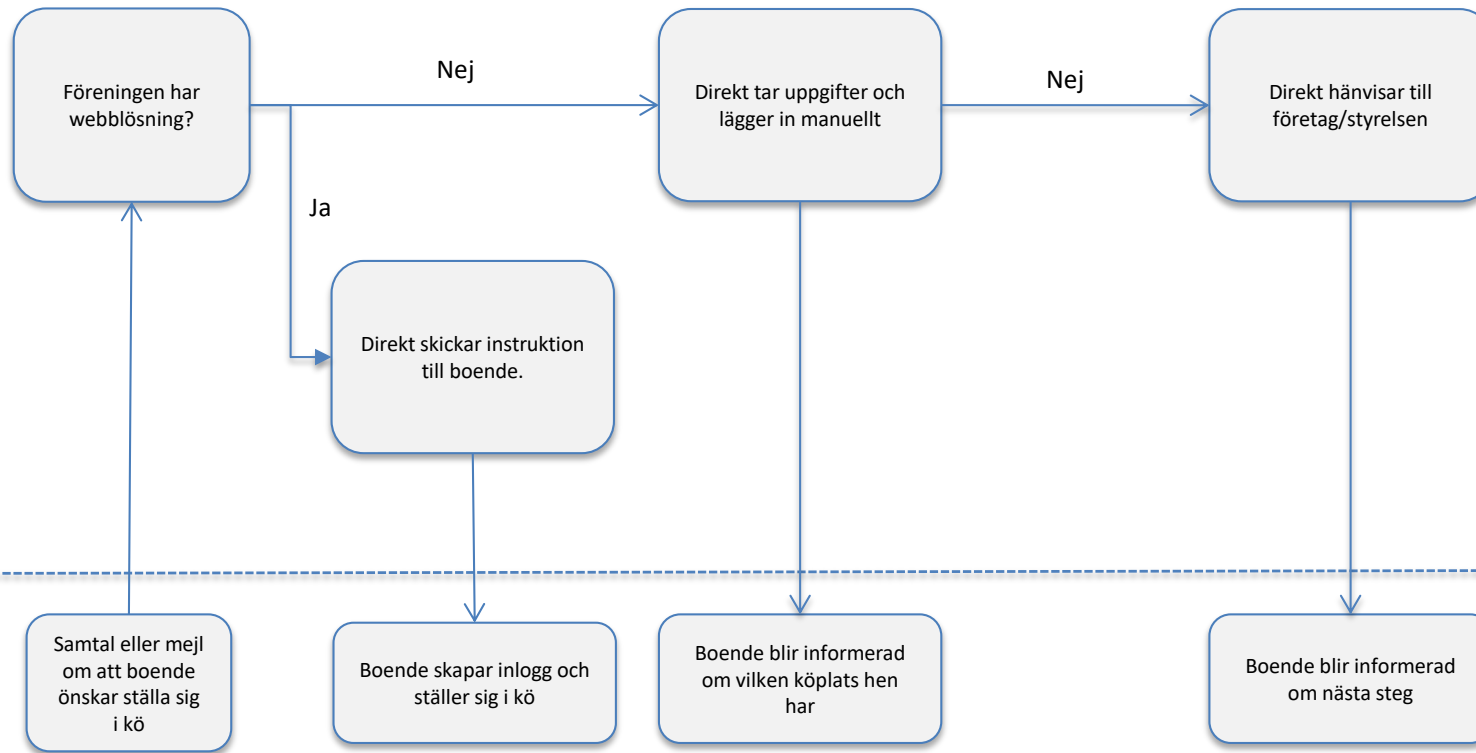 Föreningen har
webblösning?
Nej
Direkt tar uppgifter och
lägger in manuellt
Nej
Direkt hänvisar till
företag/styrelsen
Ja
Direkt skickar instruktion
till boende.
Samtal eller mejl
om att boende
önskar ställa sig
i kö
Boende skapar inlogg och
ställer sig i kö
Boende blir informerad
om vilken köplats hen
har
Boende blir informerad
om nästa steg